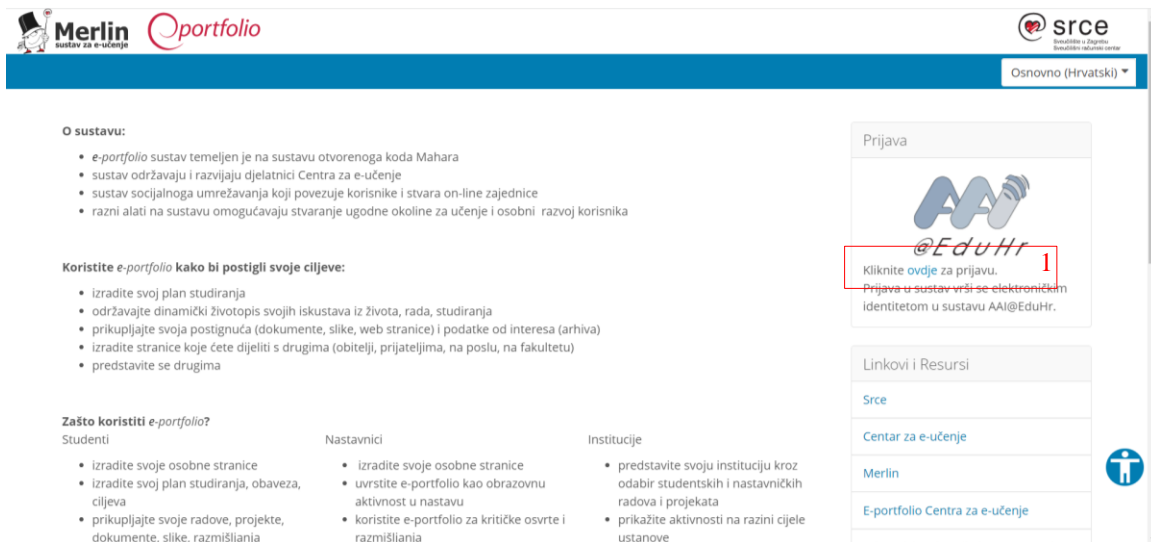 Merlin
sustav za e-učenje
portfolio
srce
Sveučilište u Zagrebu
Sveučilišni računski centar
Osnovno (Hrvatski)
O sustavu:
e-portfolio sustav temeljen je na sustavu otvorenoga koda Mahara
sustav održavaju i razvijaju djelatnici Centra za e-učenje
sustav socijalnoga umrežavanja koji povezuje korisnike i stvara on-line zajednice
razni alati na sustavu omogućavaju stvaranje ugodne okoline za učenje i osobni razvoj korisnika
Koristite e-portfolio kako bi postigli svoje ciljeve:
izradite svoj plan studiranja
održavajte dinamički životopis svojih iskustava iz života, rada, studiranja
prikupljajte svoja postignuća (dokumente, slike, web stranice) i podatke od interesa (arhiva)
izradite stranice koje ćete dijeliti s drugima (obitelji, prijateljima, na poslu, na fakultetu)
predstavite se drugima
Zašto koristiti e-portfolio?
Studenti
izradite svoje osobne stranice
izradite svoj plan studiranja, obaveza,
ciljeva
prikupljajte svoje radove, projekte,
dokumente, slike, razmišljanja
Nastavnici
izradite svoje osobne stranice
uvrstite e-portfolio kao obrazovnu
aktivnost u nastavu
koristite e-portfolio za kritičke osvrte i
razmišljanja
Institucije
predstavite svoju instituciju kroz
odabir studentskih i nastavničkih
radova i projekata
prikažite aktivnosti na razini cijele
ustanove
Prijava
AAI
@EduHr
1
Kliknite ovdje za prijavu.
Prijava u sustav vrši se elektroničkim
identitetom u sustavu AAI@EduHr.
Linkovi i Resursi
Srce
Centar za e-učenje
Merlin
E-portfolio Centra za e-učenje